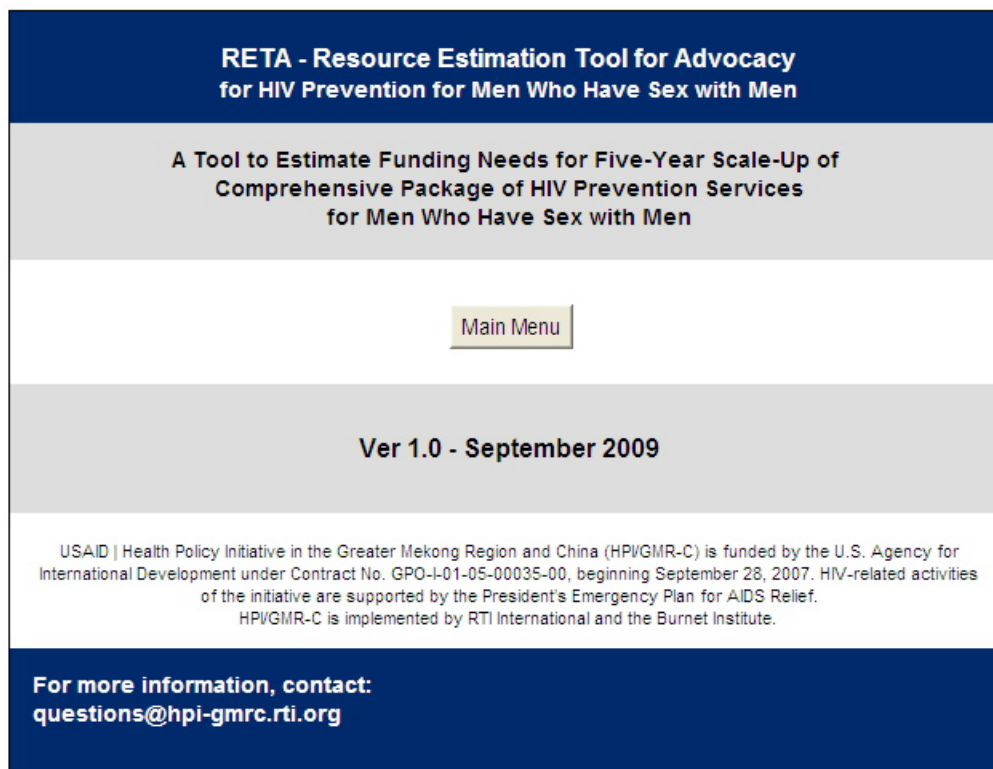 RETA - Resource Estimation Tool for Advocacy
for HIV Prevention for Men Who Have Sex with Men
A Tool to Estimate Funding Needs for Five-Year Scale-Up of
Comprehensive Package of HIV Prevention Services
for Men Who Have Sex with Men
Main Menu
Ver 1.0 - September 2009
USAID | Health Policy Initiative in the Greater Mekong Region and China (HPI/GMR-C) is funded by the U.S. Agency for
International Development under Contract No. GPO-I-01-05-00035-00, beginning September 28, 2007. HIV-related activities
of the initiative are supported by the President's Emergency Plan for AIDS Relief.
HPI/GMR-C is implemented by RTI International and the Burnet Institute.
For more information, contact:
questions@hpi-gmrc.rti.org